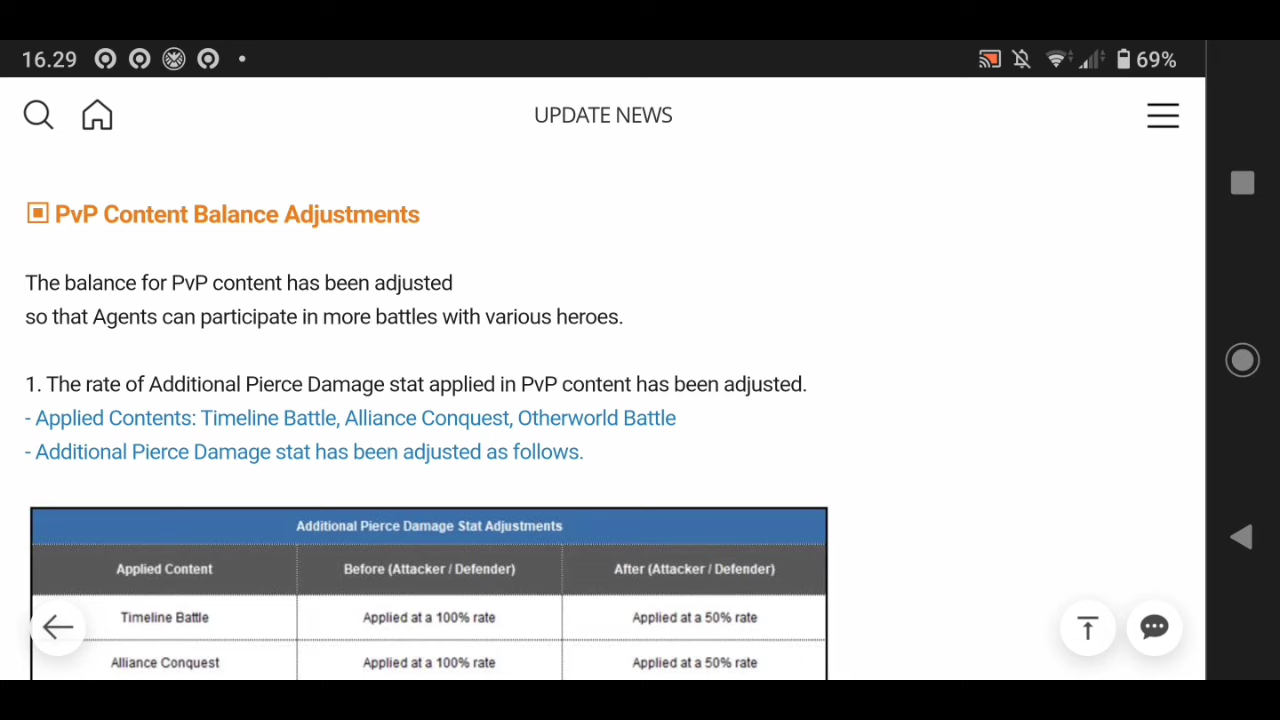 16.29
69%
UPDATE NEWS
PvP Content Balance Adjustments
The balance for PvP content has been adjusted
so that Agents can participate in more battles with various heroes.
1. The rate of Additional Pierce Damage stat applied in PvP content has been adjusted.
- Applied Contents: Timeline Battle, Alliance Conquest, Otherworld Battle
- Additional Pierce Damage stat has been adjusted as follows.
Additional Pierce Damage Stat Adjustments
Applied Content Before (Attacker / Defender) After (Attacker / Defender)
Timeline Battle Applied at a 100% rate Applied at a 50% rate
Alliance Conquest Applied at a 100% rate Applied at a 50% rate